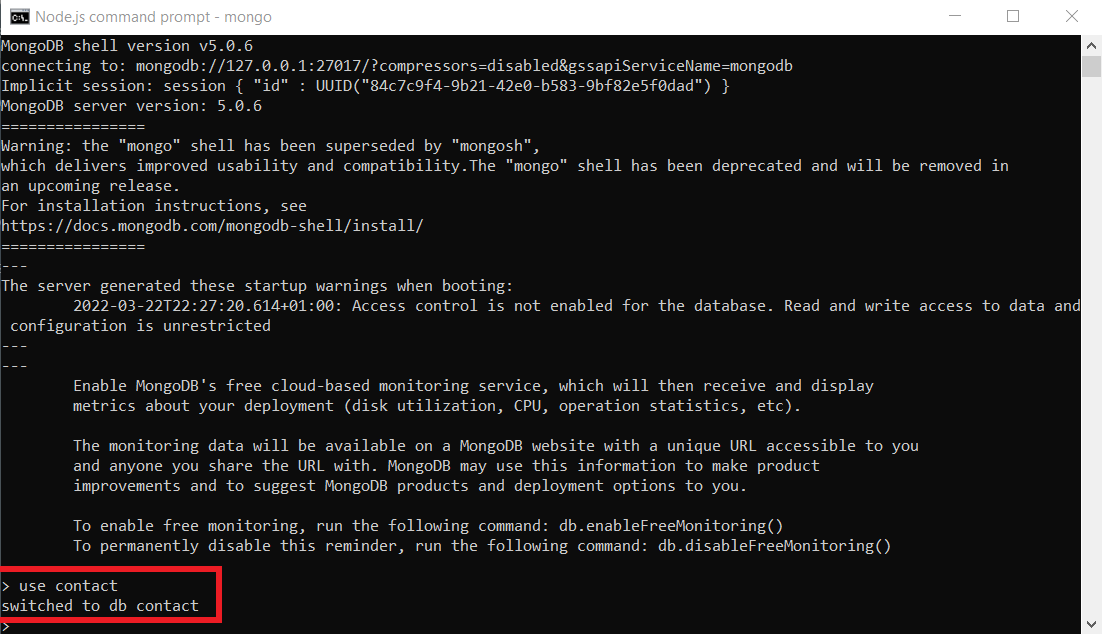 Node.js command prompt - mongo
MongoDB shell version v5.0.6
connecting to: mongodb://127.0.0.1:27017/?compressors=disabled&gssapiServiceName=mongodb
Implicit session: session { "id" : UUID("84c7c9f4-9b21-42e0-b583-9bf82e5f0dad") }
MongoDB server version: 5.0.6
================
Warning: the "mongo" shell has been superseded by "mongosh",
which delivers improved usability and compatibility.The "mongo" shell has been deprecated and will be removed in
an upcoming release.
For installation instructions, see
https://docs.mongodb.com/mongodb-shell/install/
================
---
The server generated these startup warnings when booting:
        2022-03-22T22:27:20.614+01:00: Access control is not enabled for the database. Read and write access to data and
 configuration is unrestricted
---
---
        Enable MongoDB's free cloud-based monitoring service, which will then receive and display
        metrics about your deployment (disk utilization, CPU, operation statistics, etc).

        The monitoring data will be available on a MongoDB website with a unique URL accessible to you
        and anyone you share the URL with. MongoDB may use this information to make product
        improvements and to suggest MongoDB products and deployment options to you.

        To enable free monitoring, run the following command: db.enableFreeMonitoring()
        To permanently disable this reminder, run the following command: db.disableFreeMonitoring()

> use contact
switched to db contact
>